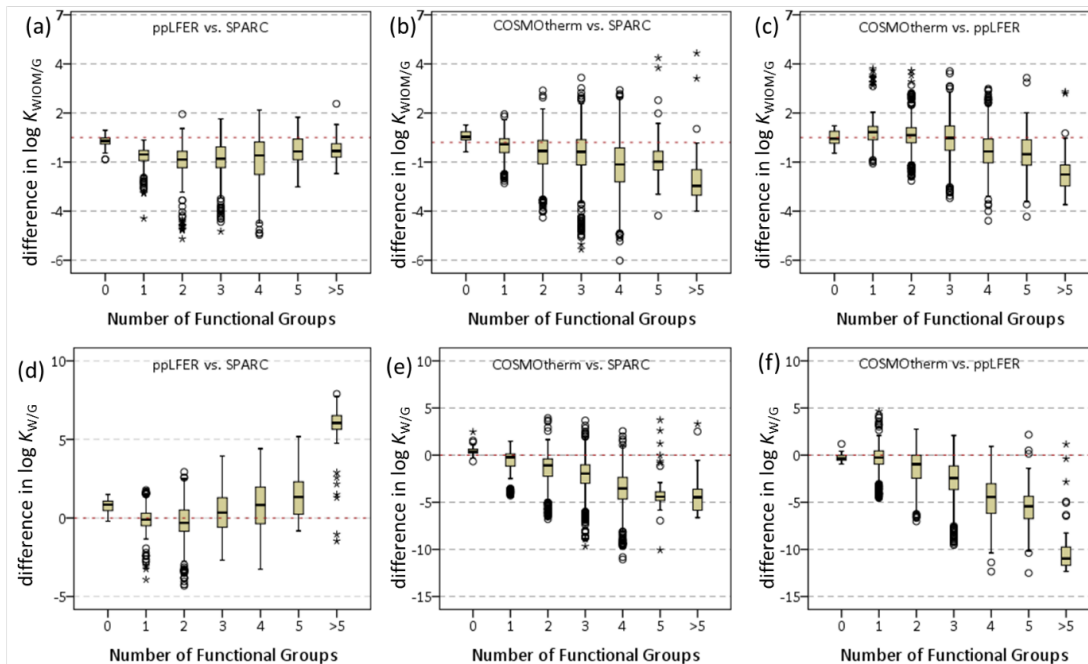 (a) ppLFER vs. SPARC
difference in log KWIOM/G
7
4
2
-1
-4
-6
0 1 2 3 4 5 >5
Number of Functional Groups
(b) COSMOtherm vs. SPARC
difference in log KWIOM/G
7
4
2
-1
-4
-6
0 1 2 3 4 5 >5
Number of Functional Groups
(c) COSMOtherm vs. ppLFER
difference in log KWIOM/G
7
4
2
-1
-4
-6
0 1 2 3 4 5 >5
Number of Functional Groups
(d) ppLFER vs. SPARC
difference in log KW/G
10
5
0
-5
0 1 2 3 4 5 >5
Number of Functional Groups
(e) COSMOtherm vs. SPARC
difference in log KW/G
10
5
0
-5
-10
-15
0 1 2 3 4 5 >5
Number of Functional Groups
(f) COSMOtherm vs. ppLFER
difference in log KW/G
10
5
0
-5
-10
-15
0 1 2 3 4 5 >5
Number of Functional Groups